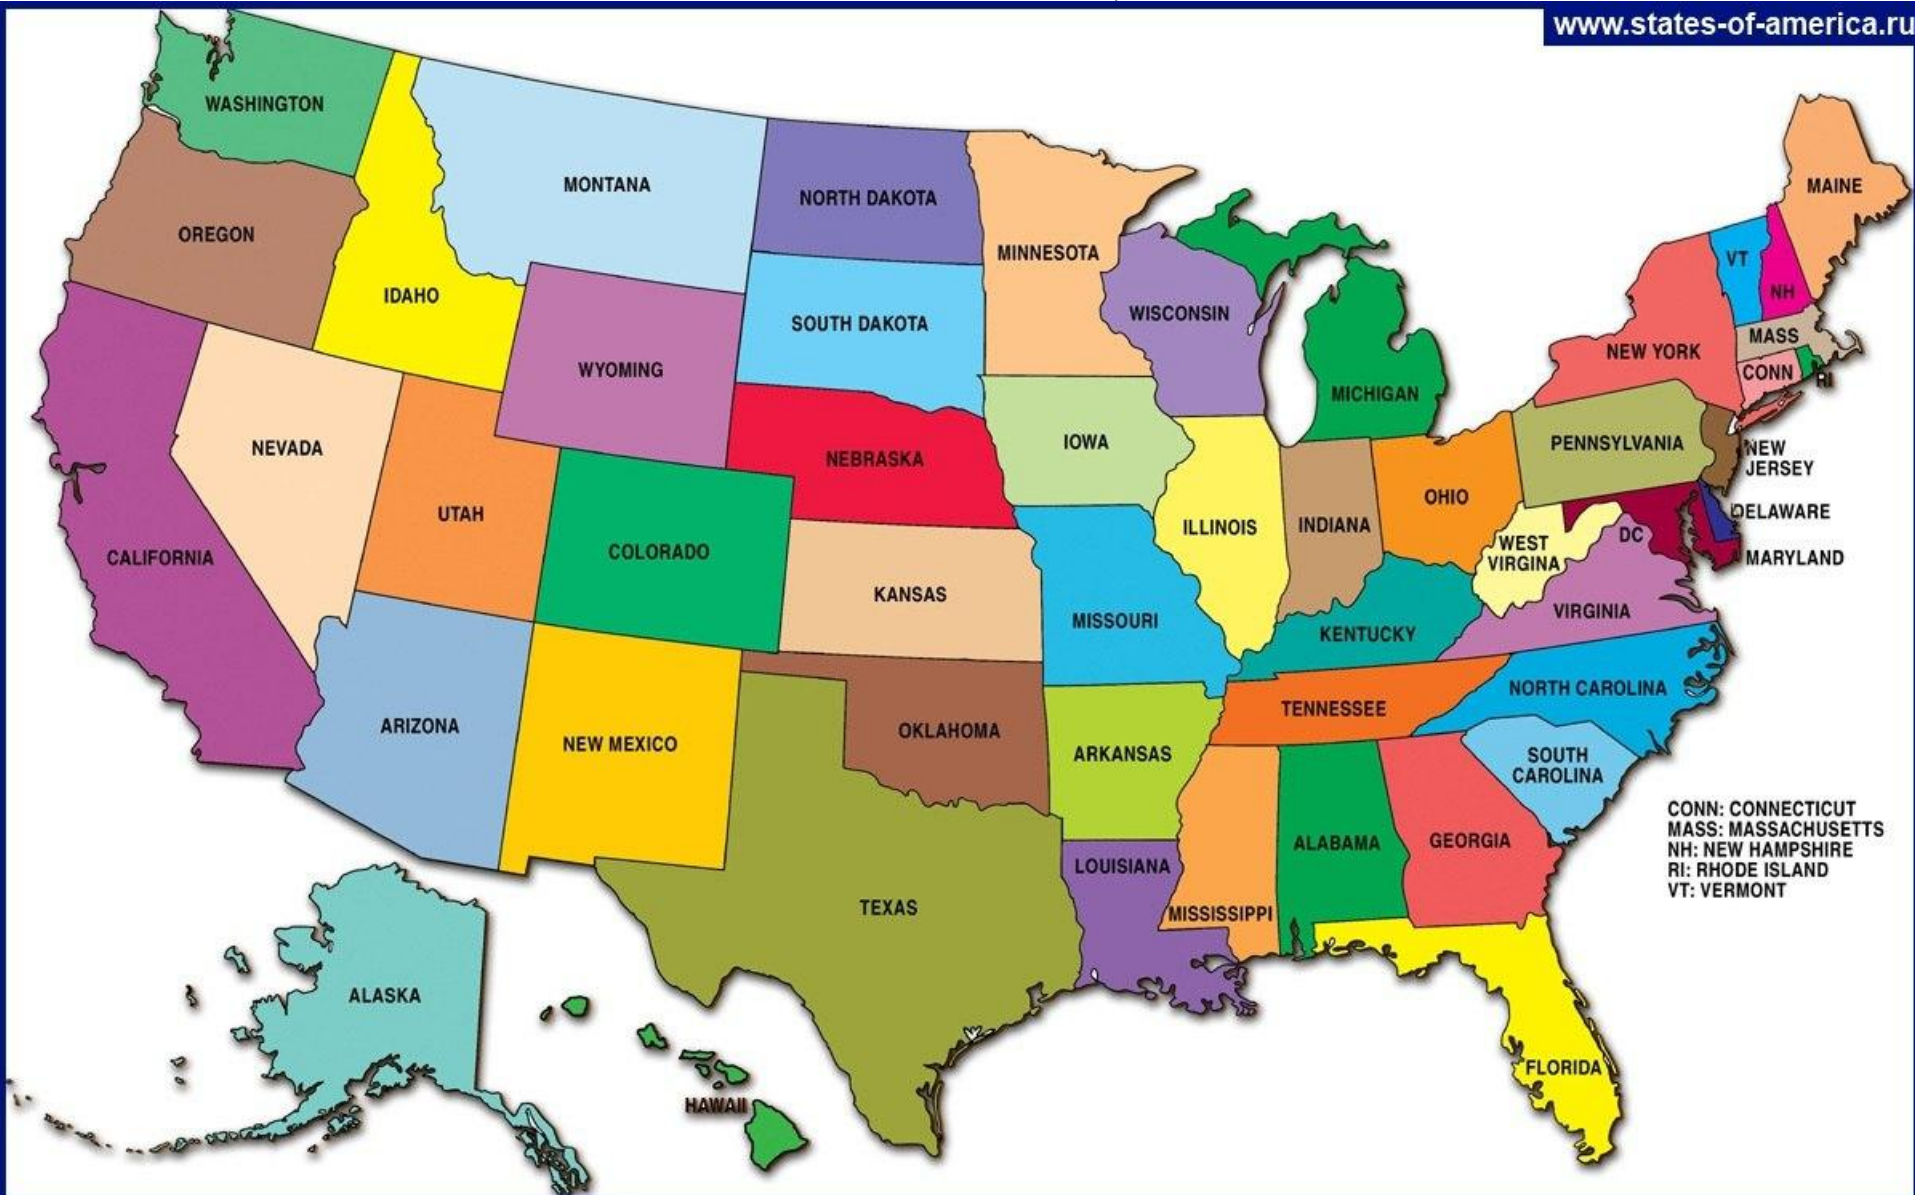 www.states-of-america.ru
WASHINGTON
MONTANA
NORTH DAKOTA
MINNESOTA
MAINE
OREGON
IDAHO
VT
NH
WISCONSIN
SOUTH DAKOTA
WYOMING
MASS
NEW YORK
CONN
RI
MICHIGAN
NEVADA
NEBRASKA
IOWA
PENNSYLVANIA
NEW
JERSEY
UTAH
COLORADO
ILLINOIS
INDIANA
OHIO
DELAWARE
DC
WEST
VIRGINA
MARYLAND
CALIFORNIA
KANSAS
MISSOURI
KENTUCKY
VIRGINIA
ARIZONA
NEW MEXICO
OKLAHOMA
ARKANSAS
TENNESSEE
NORTH CAROLINA
SOUTH
CAROLINA
TEXAS
LOUISIANA
MISSISSIPPI
ALABAMA
GEORGIA
CONN: CONNECTICUT
MASS: MASSACHUSETTS
NH: NEW HAMPSHIRE
RI: RHODE ISLAND
VT: VERMONT
ALASKA
HAWAII
FLORIDA